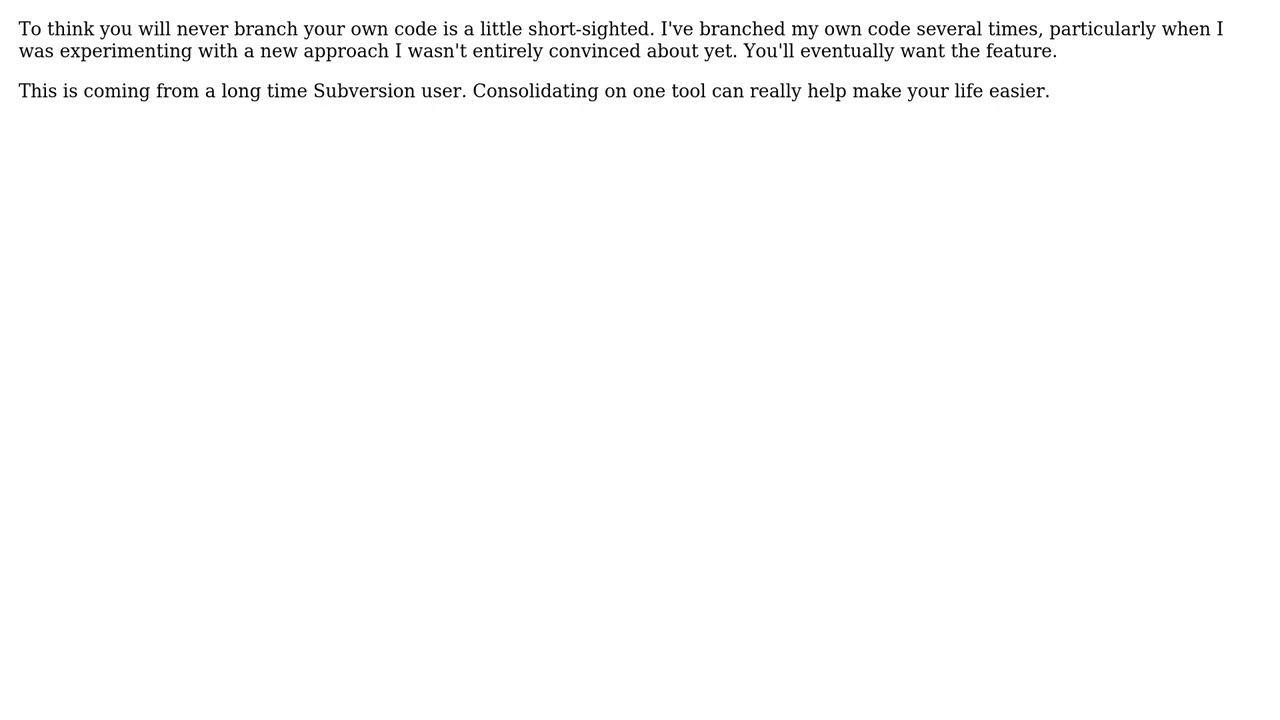 To think you will never branch your own code is a little short-sighted. I've branched my own code several times, particularly when I
was experimenting with a new approach I wasn't entirely convinced about yet. You'll eventually want the feature.
This is coming from a long time Subversion user. Consolidating on one tool can really help make your life easier.